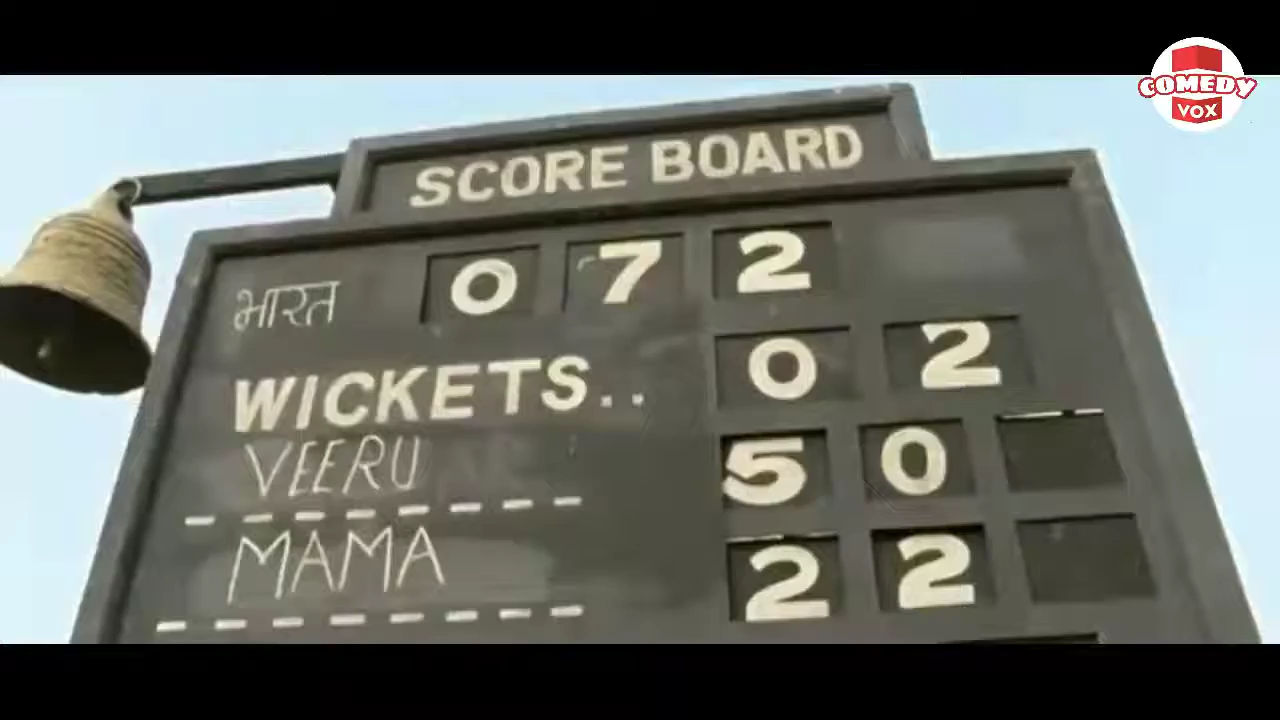 COMEDY
VOX
SCORE BOARD
भारत 0 7 2
WICKETS.. 0 2
VEERU 5 0
MAMA 2 2